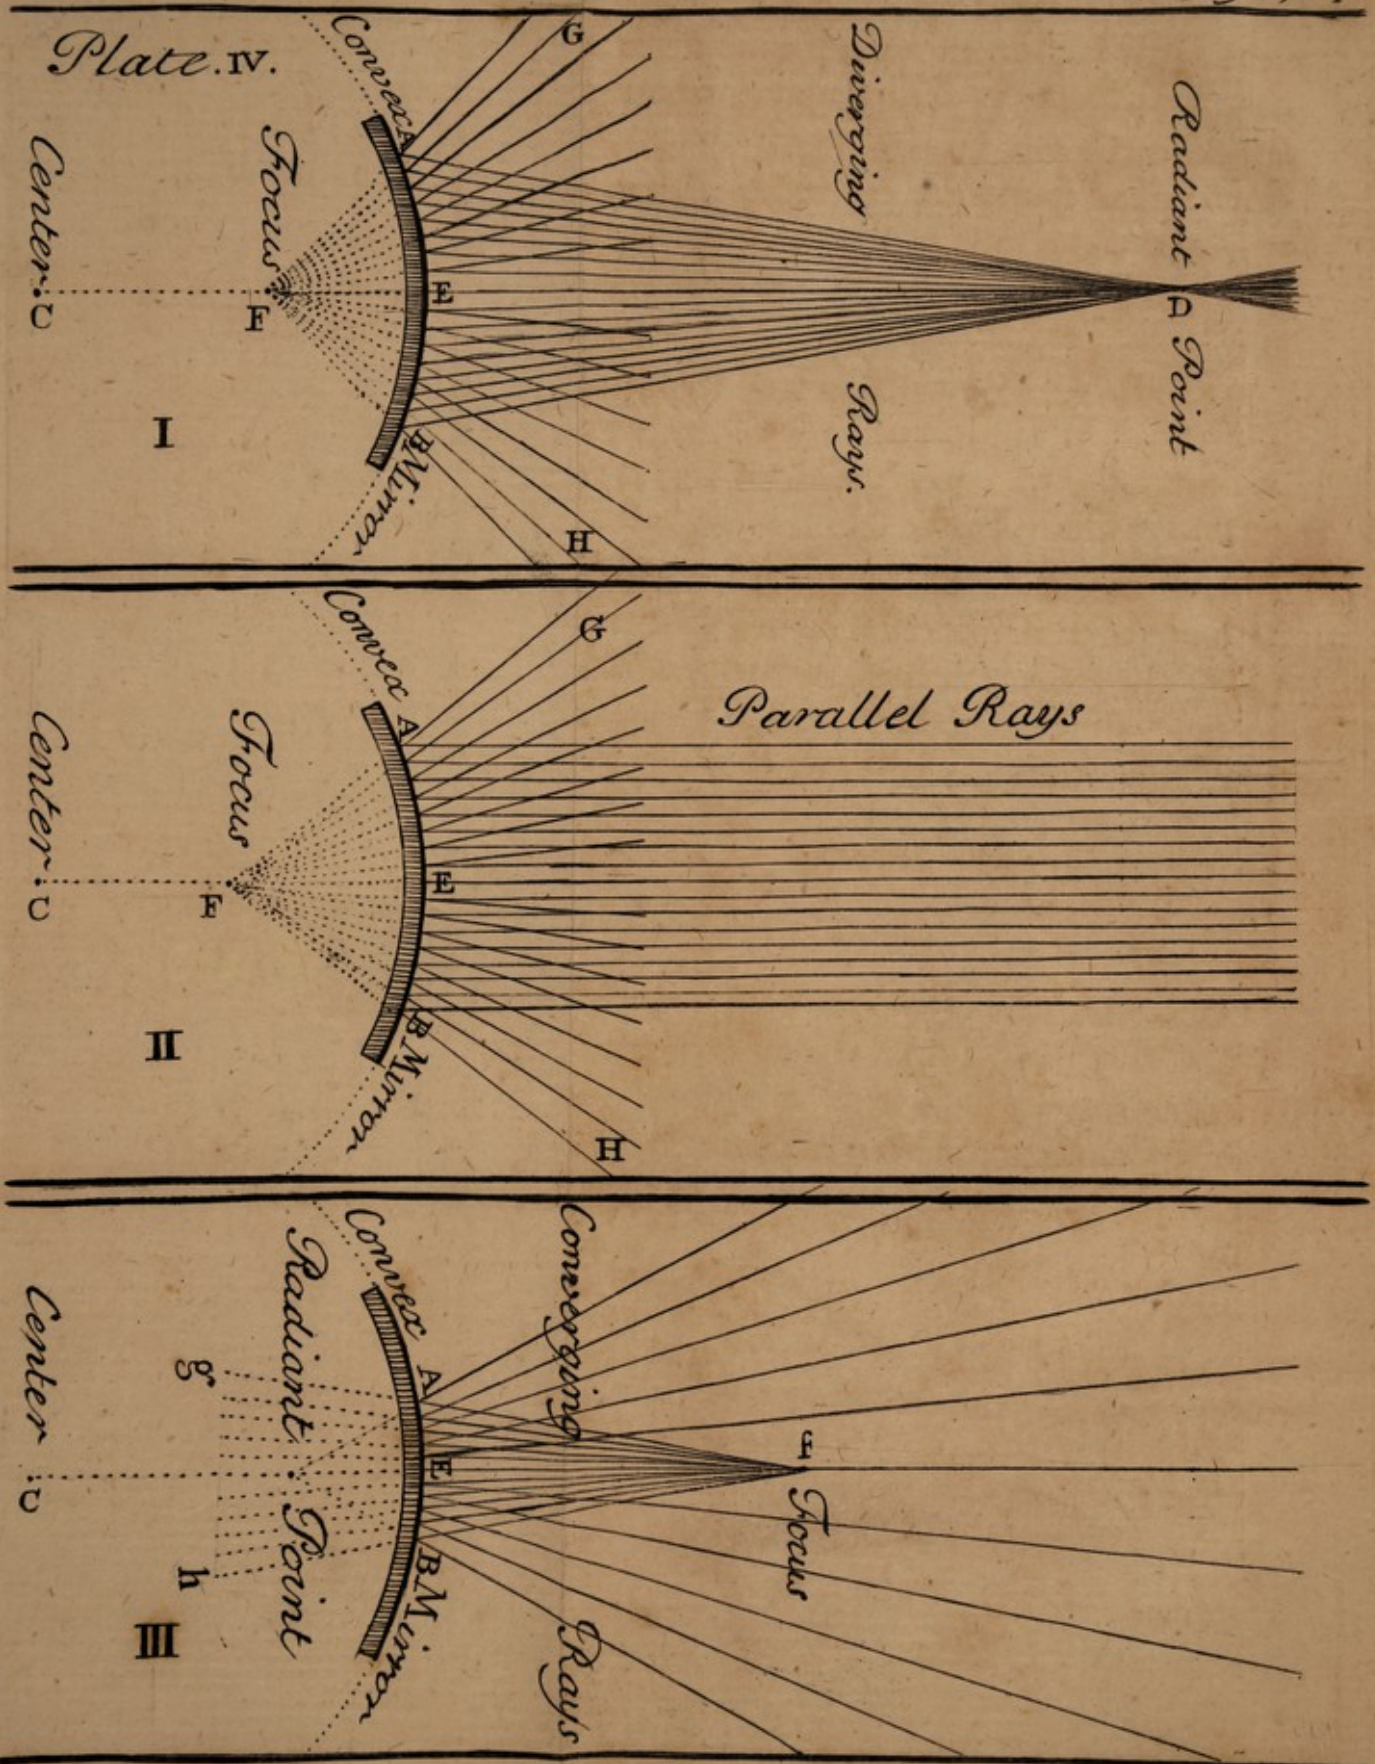 Plate.IV.
Convex
Mirror
A
B
G
H
E
F
Focus
Center
C
Diverging
Rays.
Radiant
Point
I
Convex
Mirror
A
B
G
H
E
F
Focus
Center
C
Parallel Rays
II
Convex
Mirror
A
B
E
g
h
Radiant
Point
Center
C
Converging
Rays
f
Focus
III